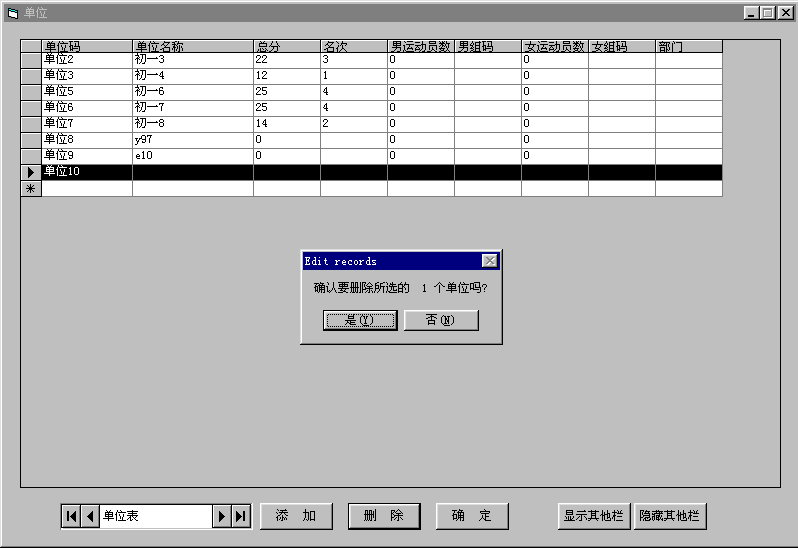 单位
单位码 单位名称 总分 名次 男运动员数 男组码 女运动员数 女组码 部门
单位2 初一3 22 3 0 0
单位3 初一4 12 1 0 0
单位5 初一6 25 4 0 0
单位6 初一7 25 4 0 0
单位7 初一8 14 2 0 0
单位8 y97 0 0 0
单位9 e10 0 0 0
单位10
Edit records
确认要删除所选的 1 个单位吗?
是(Y) 否(N)
单位表 添 加 删 除 确 定 显示其他栏 隐藏其他栏